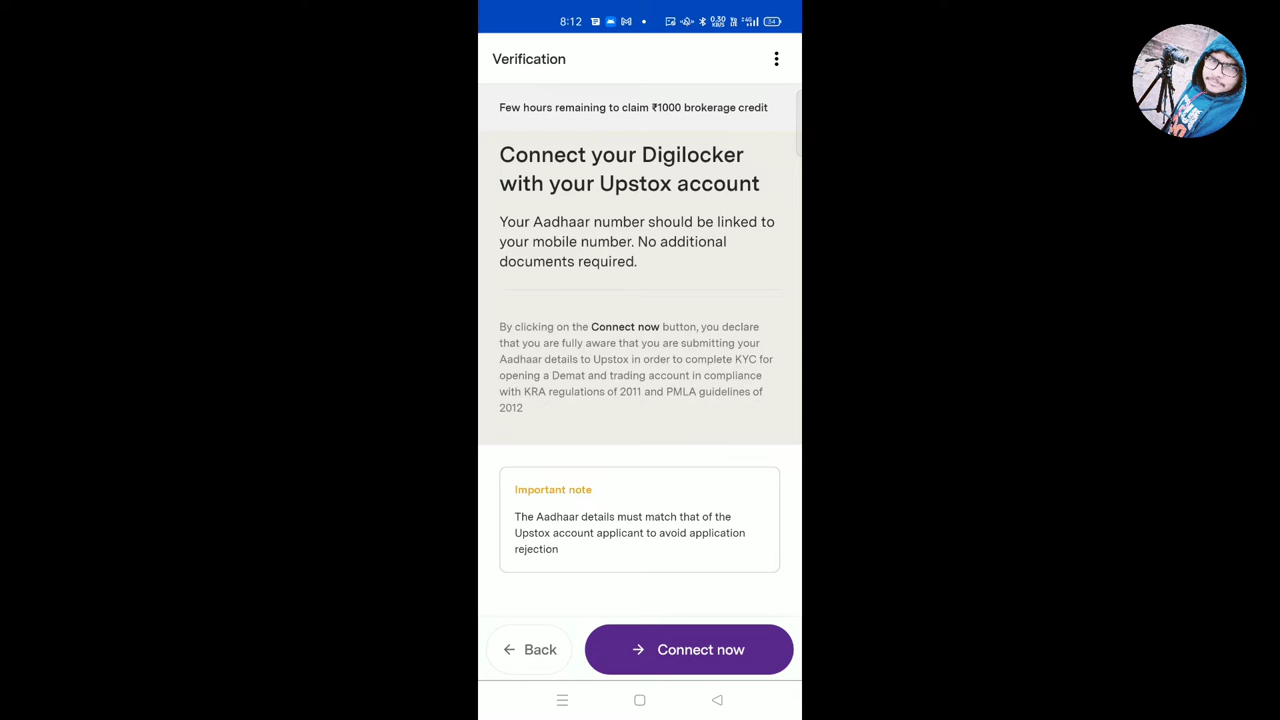 8:12
0.30
KB/S
4G
54
Verification
Few hours remaining to claim ₹1000 brokerage credit
Connect your Digilocker
with your Upstox account
Your Aadhaar number should be linked to
your mobile number. No additional
documents required.
By clicking on the Connect now button, you declare
that you are fully aware that you are submitting your
Aadhaar details to Upstox in order to complete KYC for
opening a Demat and trading account in compliance
with KRA regulations of 2011 and PMLA guidelines of
2012
Important note
The Aadhaar details must match that of the
Upstox account applicant to avoid application
rejection
Back
Connect now